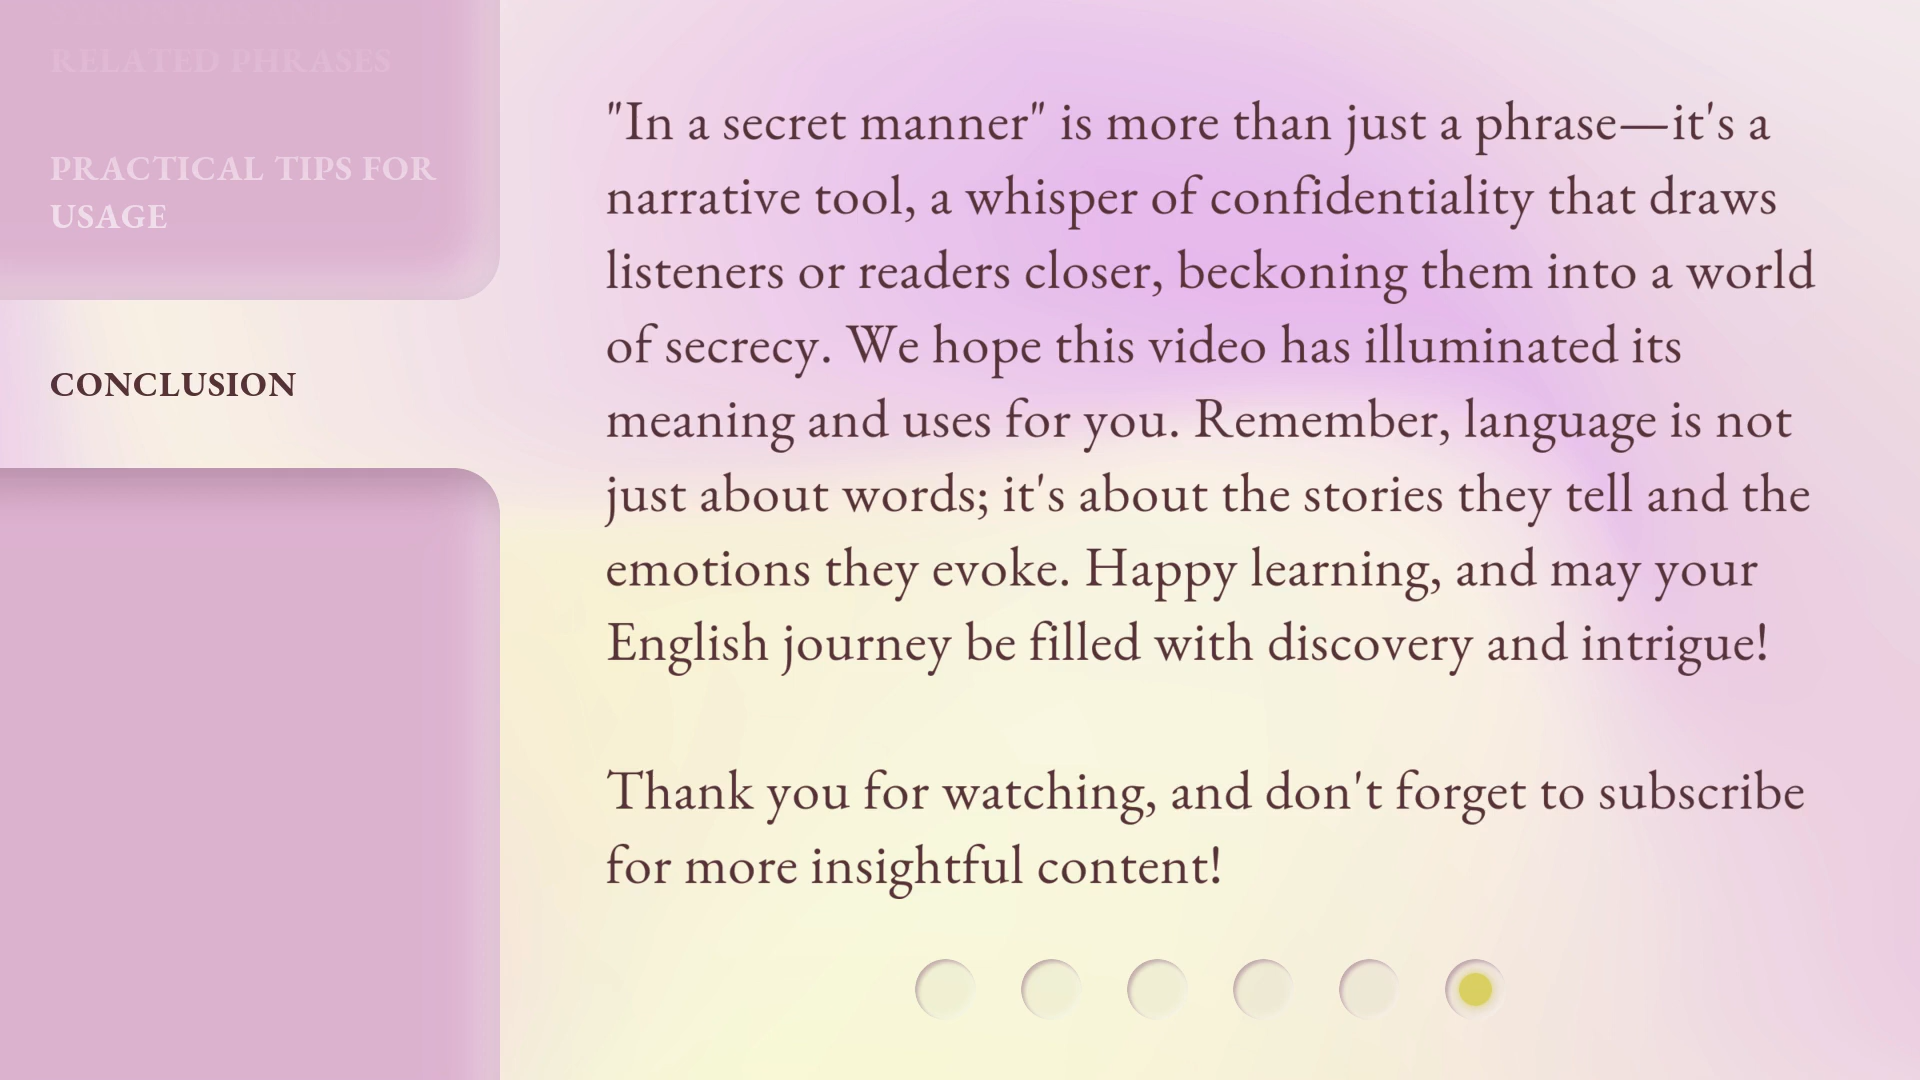 RELATED PHRASES
PRACTICAL TIPS FOR
USAGE
CONCLUSION
"In a secret manner" is more than just a phrase—it's a
narrative tool, a whisper of confidentiality that draws
listeners or readers closer, beckoning them into a world
of secrecy. We hope this video has illuminated its
meaning and uses for you. Remember, language is not
just about words; it's about the stories they tell and the
emotions they evoke. Happy learning, and may your
English journey be filled with discovery and intrigue!
Thank you for watching, and don't forget to subscribe
for more insightful content!